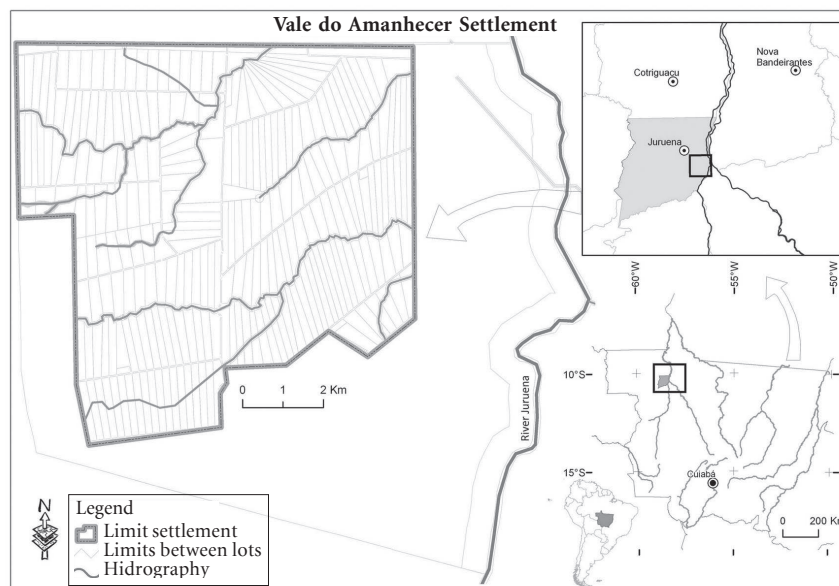 Vale do Amanhecer Settlement
Nova
Bandeirantes
Cotriguaçu
Juruena
-60°W
-55°W
-50°W
0 1 2 Km
River Juruena
10°S
15°S
Cuiabá
0 200 Km
N
Legend
Limit settlement
Limits between lots
Hidrography